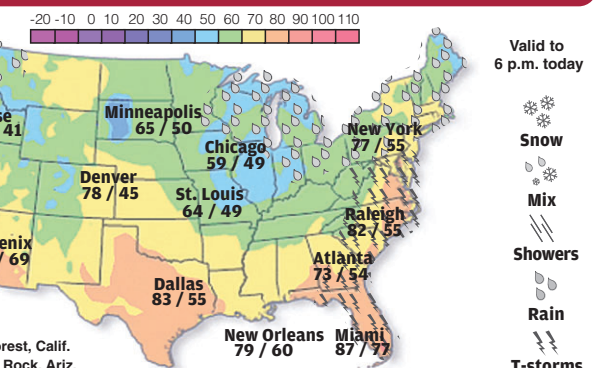 -20 -10 0 10 20 30 40 50 60 70 80 90 100 110
Valid to
6 p.m. today
Snow
Mix
Showers
Rain
T-storms
41
Minneapolis
65 / 50
Chicago
59 / 49
New York
77 / 55
Denver
78 / 45
St. Louis
64 / 49
Raleigh
82 / 55
enix
/ 69
Atlanta
73 / 54
Dallas
83 / 55
New Orleans
79 / 60
Miami
87 / 77
orest, Calif.
Rock, Ariz.